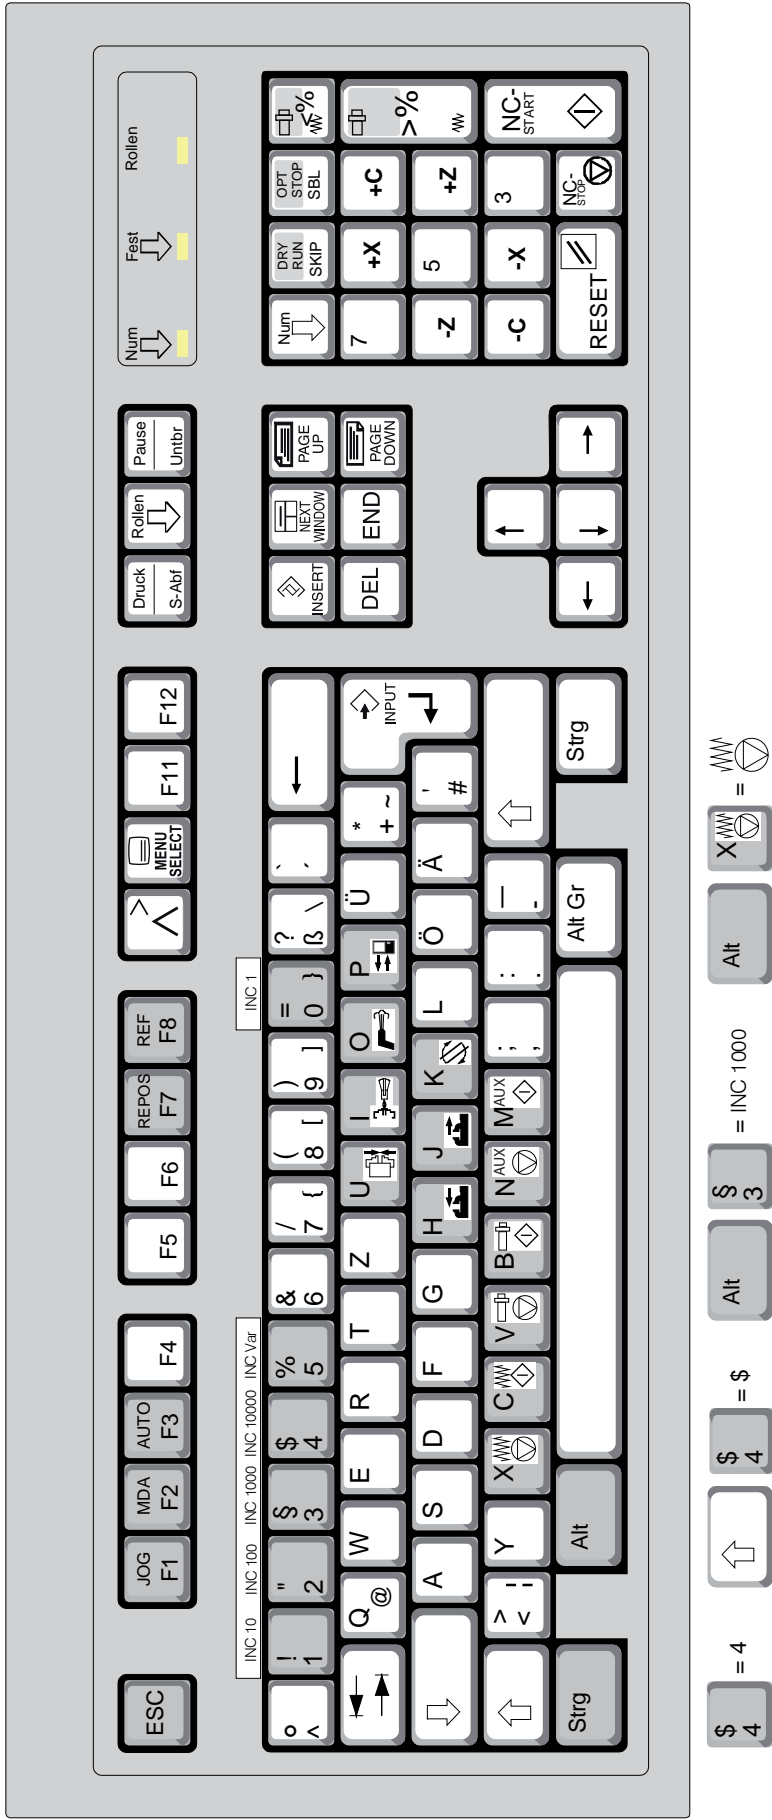 ESC
JOG F1
MDA F2
AUTO F3
F4
F5
F6
REPOS F7
REF F8
MENU SELECT
F11
F12
Druck
S-Abf
Rollen
Pause
Untbr
Num
Fest
Rollen
INC 10
INC 100
INC 1000
INC 10000
INC Var
INC 1
° ^
! 1
" 2
§ 3
$ 4
% 5
& 6
/ 7 {
( 8 [
) 9 ]
= 0 }
? ß \
` ´
INSERT
NEXT WINDOW
PAGE UP
Num
DRY RUN
SKIP
OPT STOP
SBL
<%
Q @
W
E
R
T
Z
U
I
O
P
Ü
* + ~
INPUT
DEL
END
PAGE DOWN
7
+X
+C
>%
A
S
D
F
G
H
J
K
L
Ö
Ä
' #
-Z
5
+Z
> < ¦
Y
X
C
V
B
N AUX
M AUX
; ,
: .
_ -
-C
-X
3
NC-START
Strg
Alt
Alt Gr
Strg
RESET
NC-STOP
$ 4 = 4
$ 4 = $
Alt § 3 = INC 1000
Alt X =